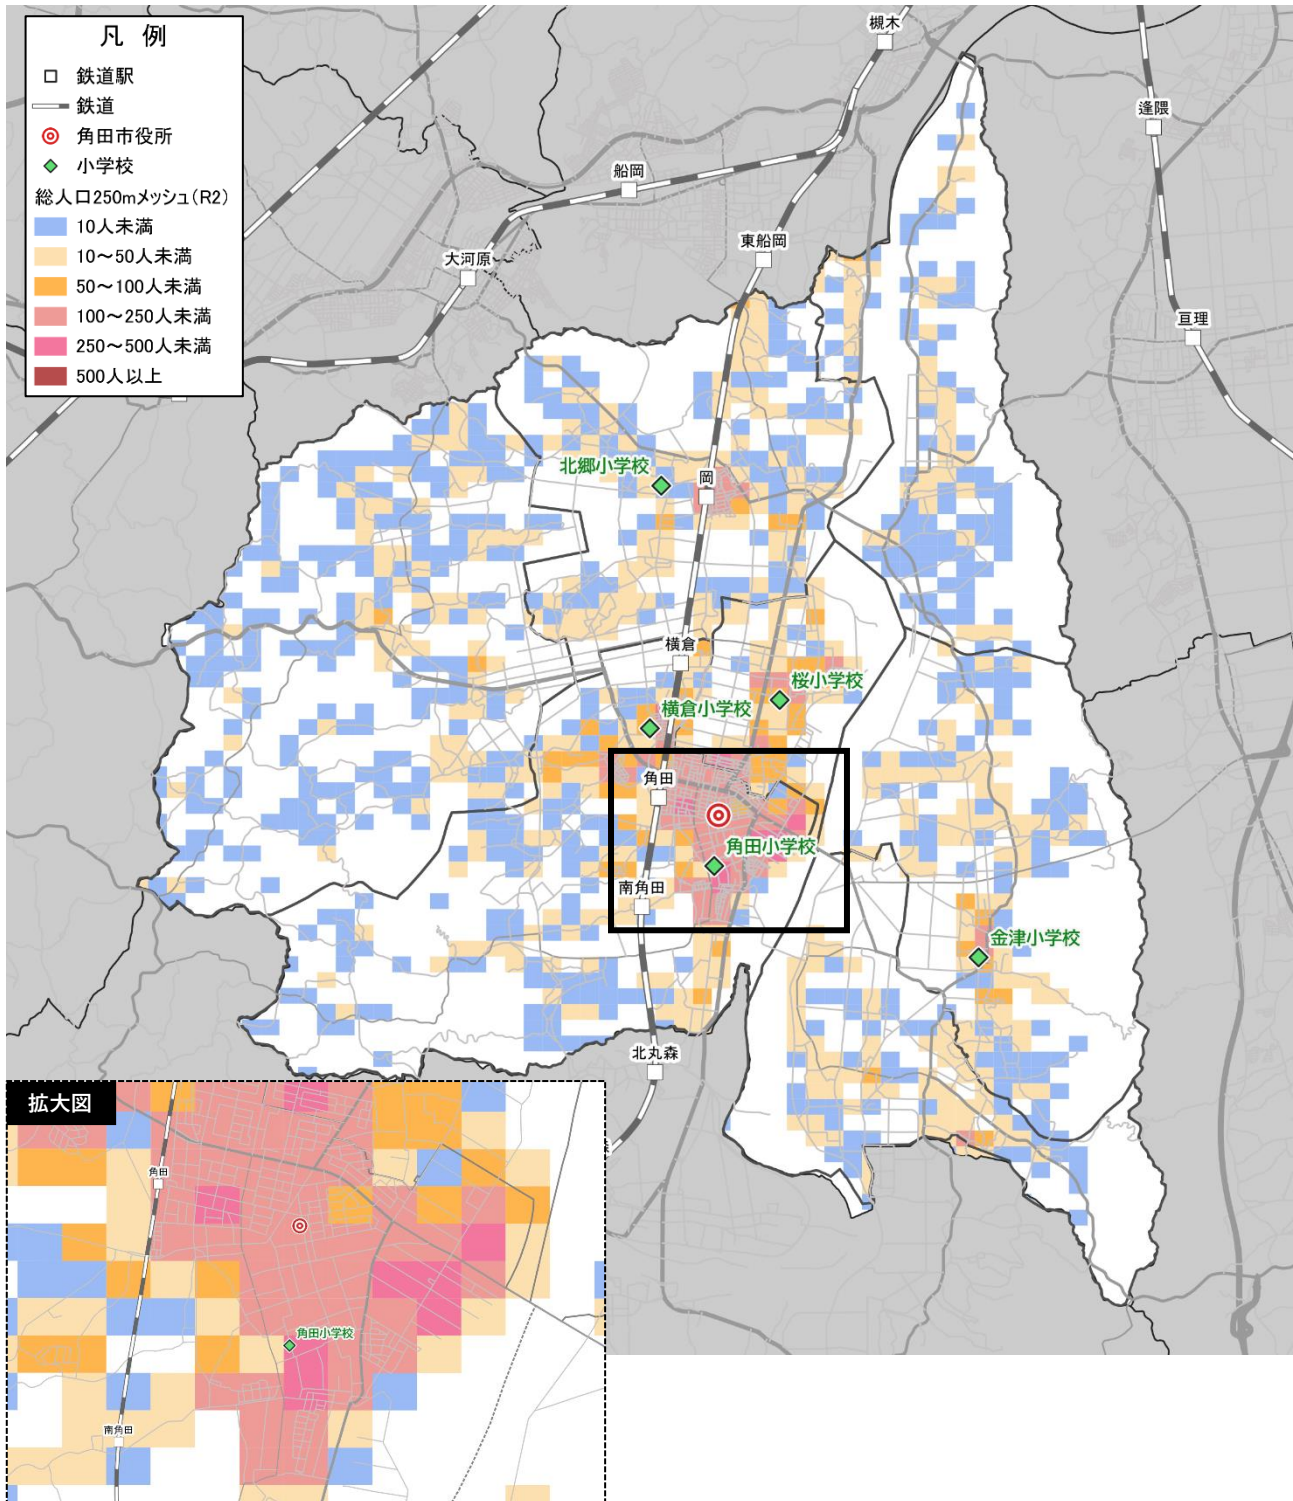 凡 例
鉄道駅
鉄道
角田市役所
小学校
総人口250mメッシュ(R2)
10人未満
10～50人未満
50～100人未満
100～250人未満
250～500人未満
500人以上
槻木
逢隈
船岡
東船岡
大河原
亘理
北郷小学校
岡
横倉
桜小学校
横倉小学校
角田
角田小学校
南角田
金津小学校
北丸森
拡大図
角田
角田小学校
南角田